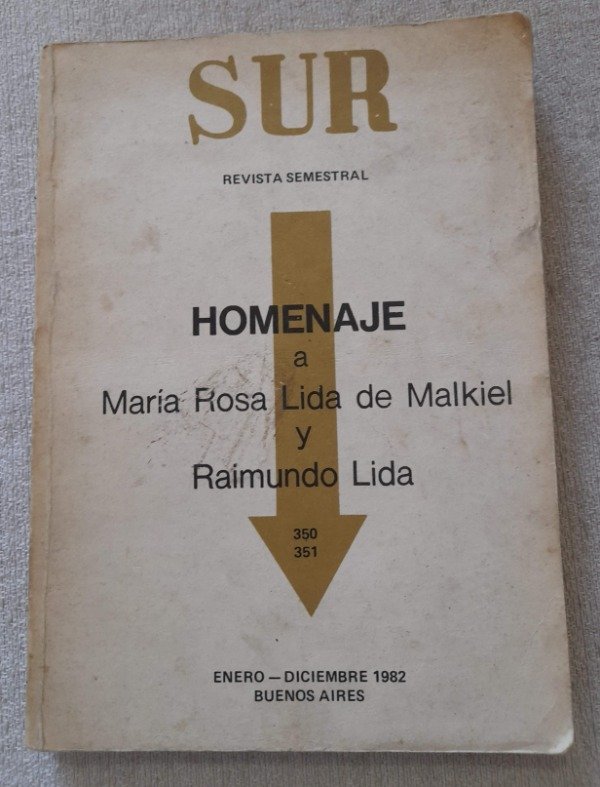 SUR
REVISTA SEMESTRAL
HOMENAJE
a
María Rosa Lida de Malkiel
y
Raimundo Lida
350
351
ENERO — DICIEMBRE 1982
BUENOS AIRES